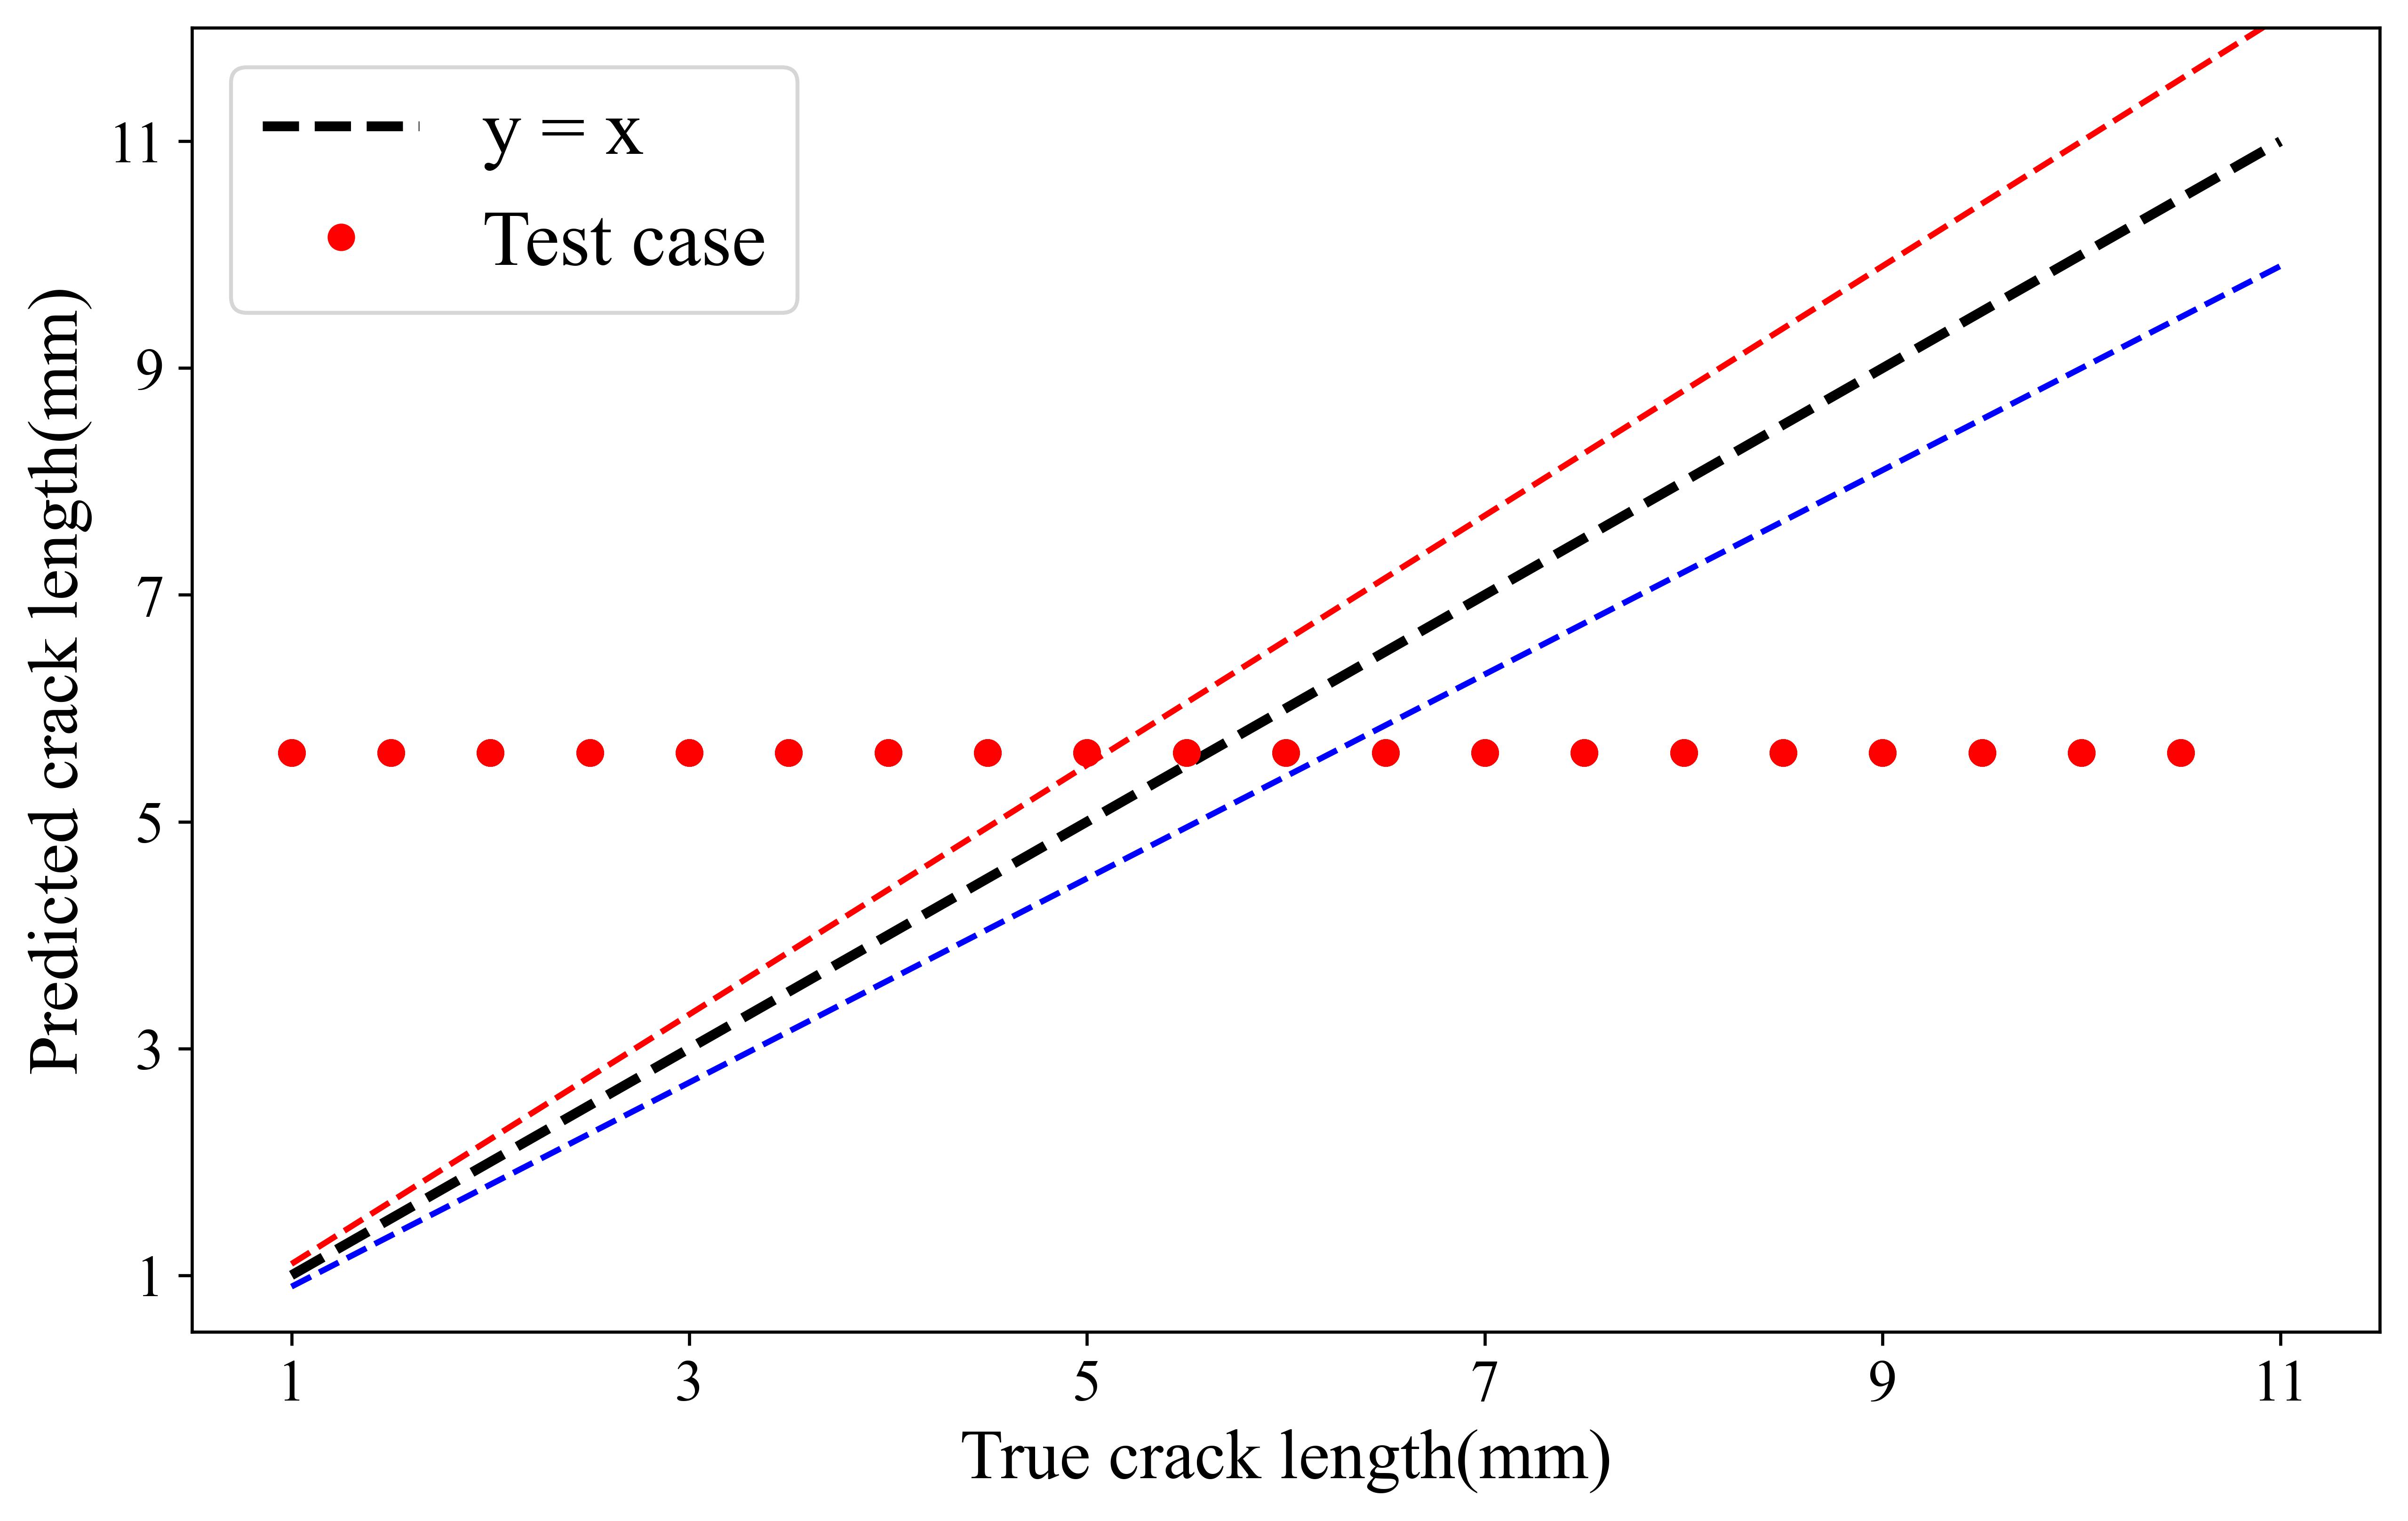 y = x
Test case
11
9
7
5
3
1
Predicted crack length(mm)
1 3 5 7 9 11
True crack length(mm)